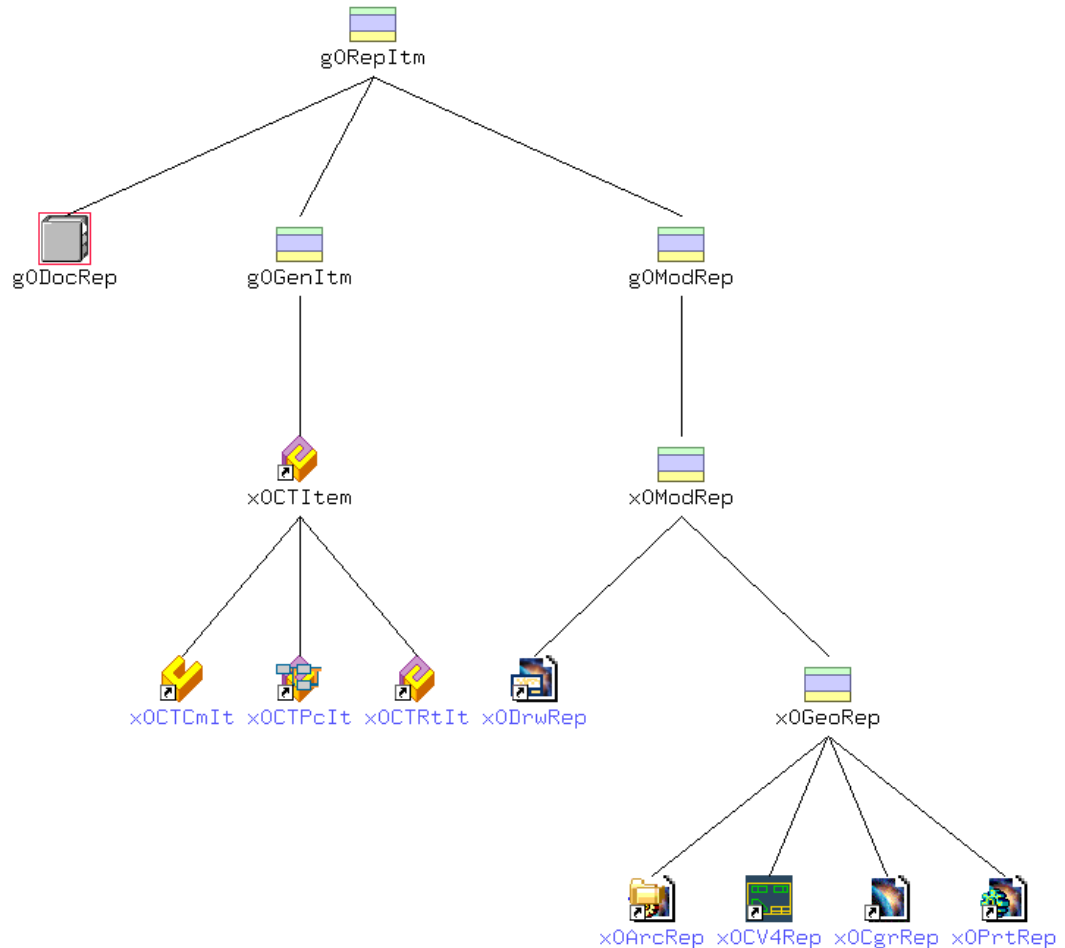 gORepItm
gODocRep
gOGenItm
gOModRep
xOCTItem
xOModRep
xOCTCmIt
xOCTPcIt
xOCTRtIt
xODrwRep
xOGeoRep
xOArcRep
xOCV4Rep
xOCgrRep
xOPrtRep